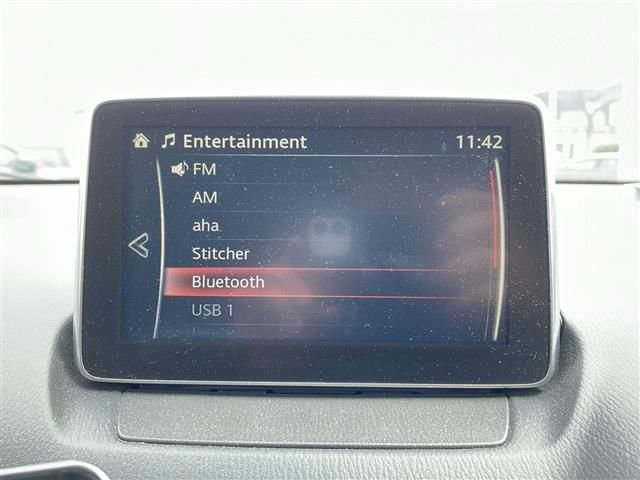 Entertainment 11:42
FM
AM
aha
Stitcher
Bluetooth
USB 1